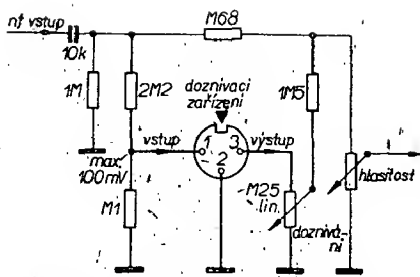 nf vstup
10k
M68
1M
2M2
doznívací
zařízení
1M5
vstup
1
2
3
výstup
max.
100mV
M1
M25
lin.
doznívá-
ní
hlasitost